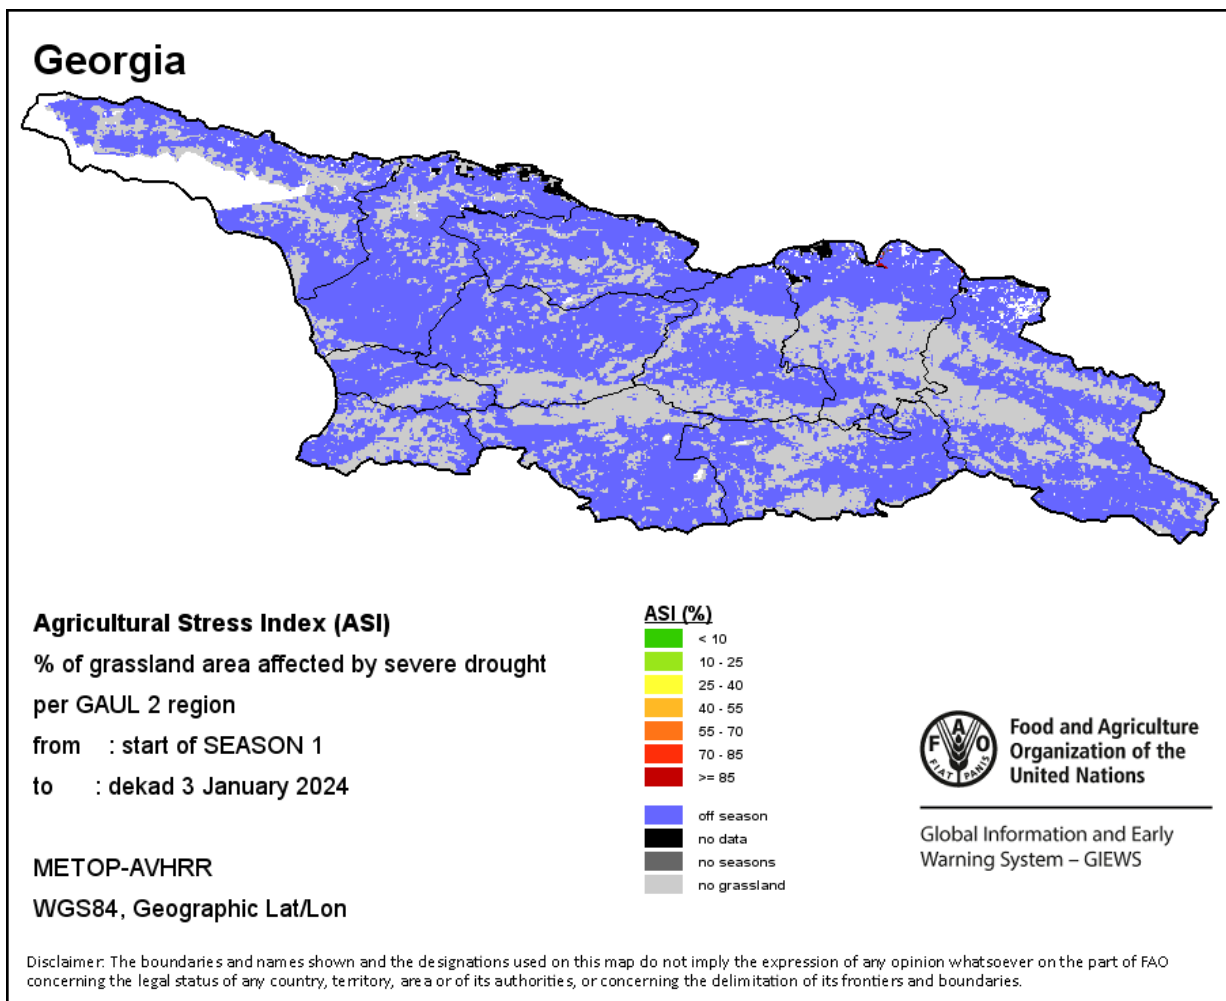 Georgia
Agricultural Stress Index (ASI)
% of grassland area affected by severe drought
per GAUL 2 region
from : start of SEASON 1
to : dekad 3 January 2024
METOP-AVHRR
WGS84, Geographic Lat/Lon
ASI (%)
< 10
10 - 25
25 - 40
40 - 55
55 - 70
70 - 85
>= 85
off season
no data
no seasons
no grassland
F A O
FIAT PANIS
Food and Agriculture
Organization of the
United Nations
Global Information and Early
Warning System – GIEWS
Disclaimer: The boundaries and names shown and the designations used on this map do not imply the expression of any opinion whatsoever on the part of FAO
concerning the legal status of any country, territory, area or of its authorities, or concerning the delimitation of its frontiers and boundaries.